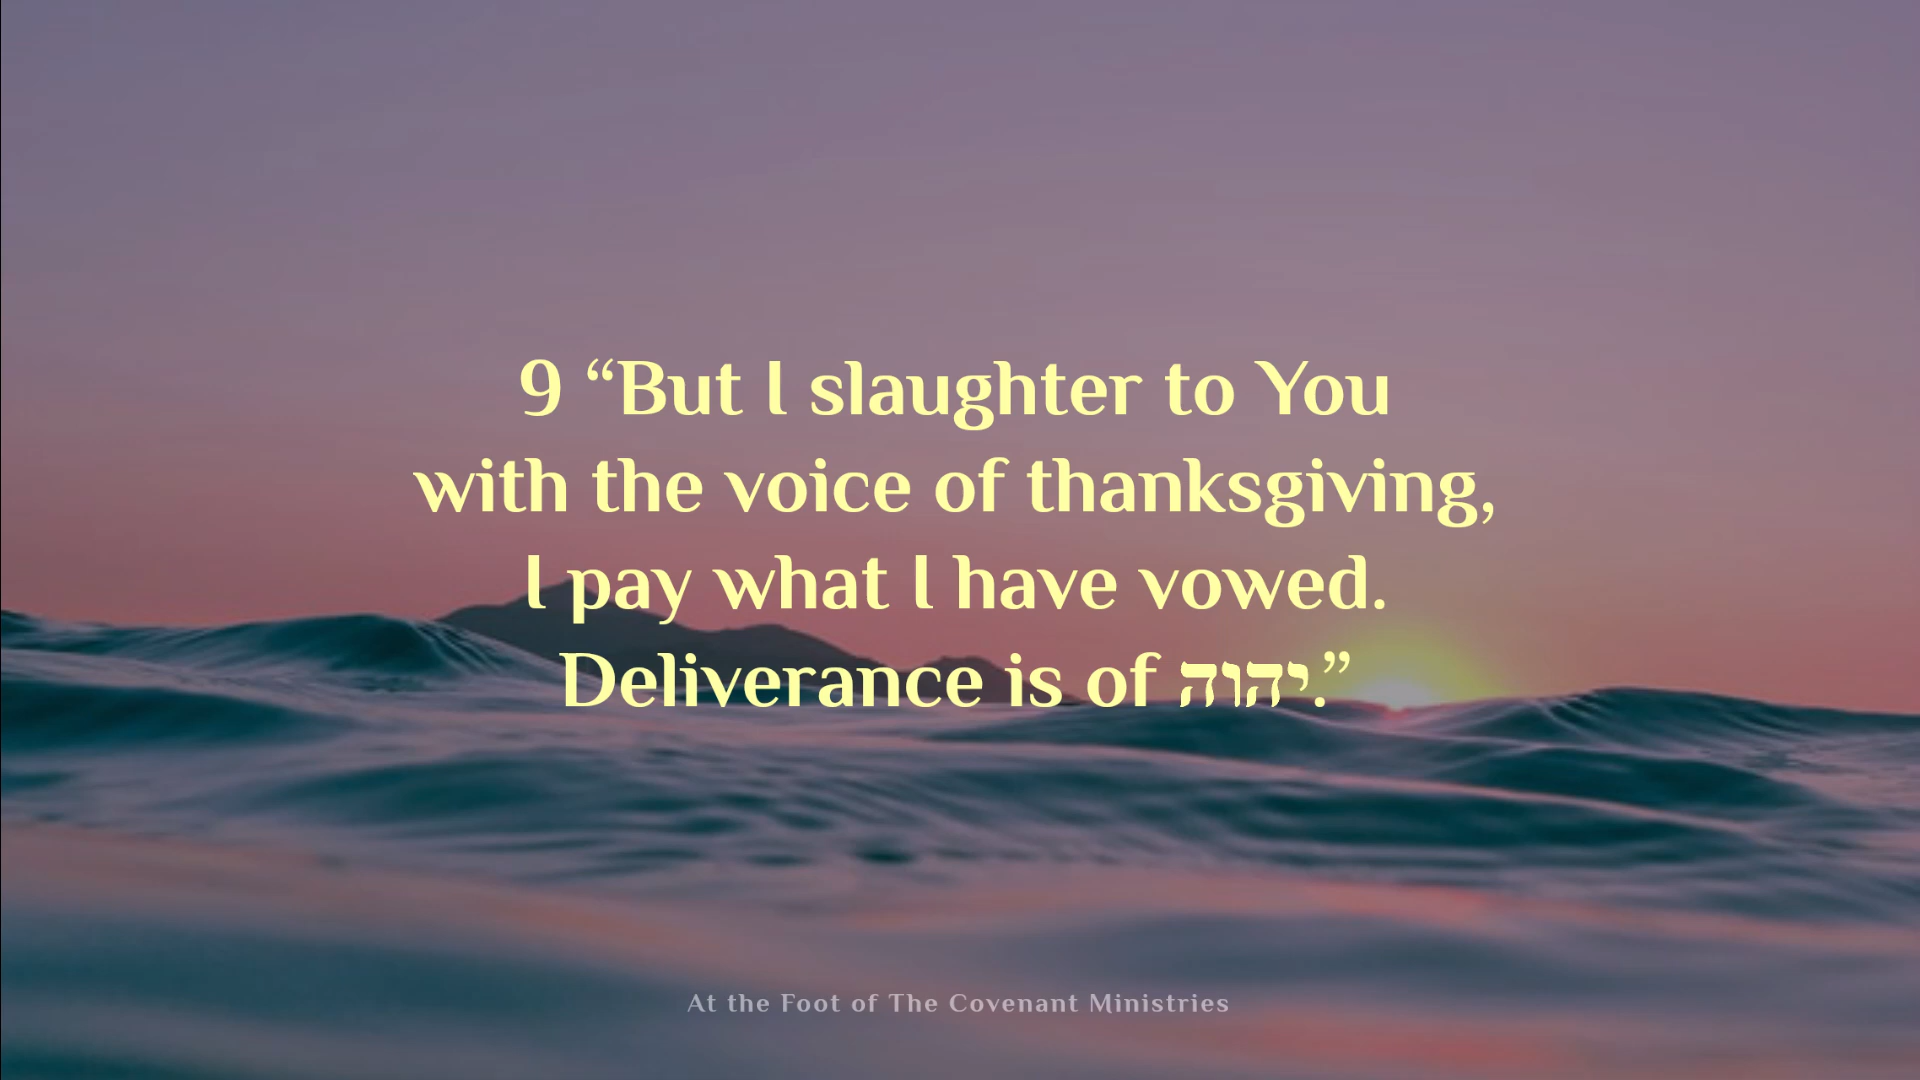 9 “But I slaughter to You
with the voice of thanksgiving,
I pay what I have vowed.
Deliverance is of יהוה.”
At the Foot of The Covenant Ministries